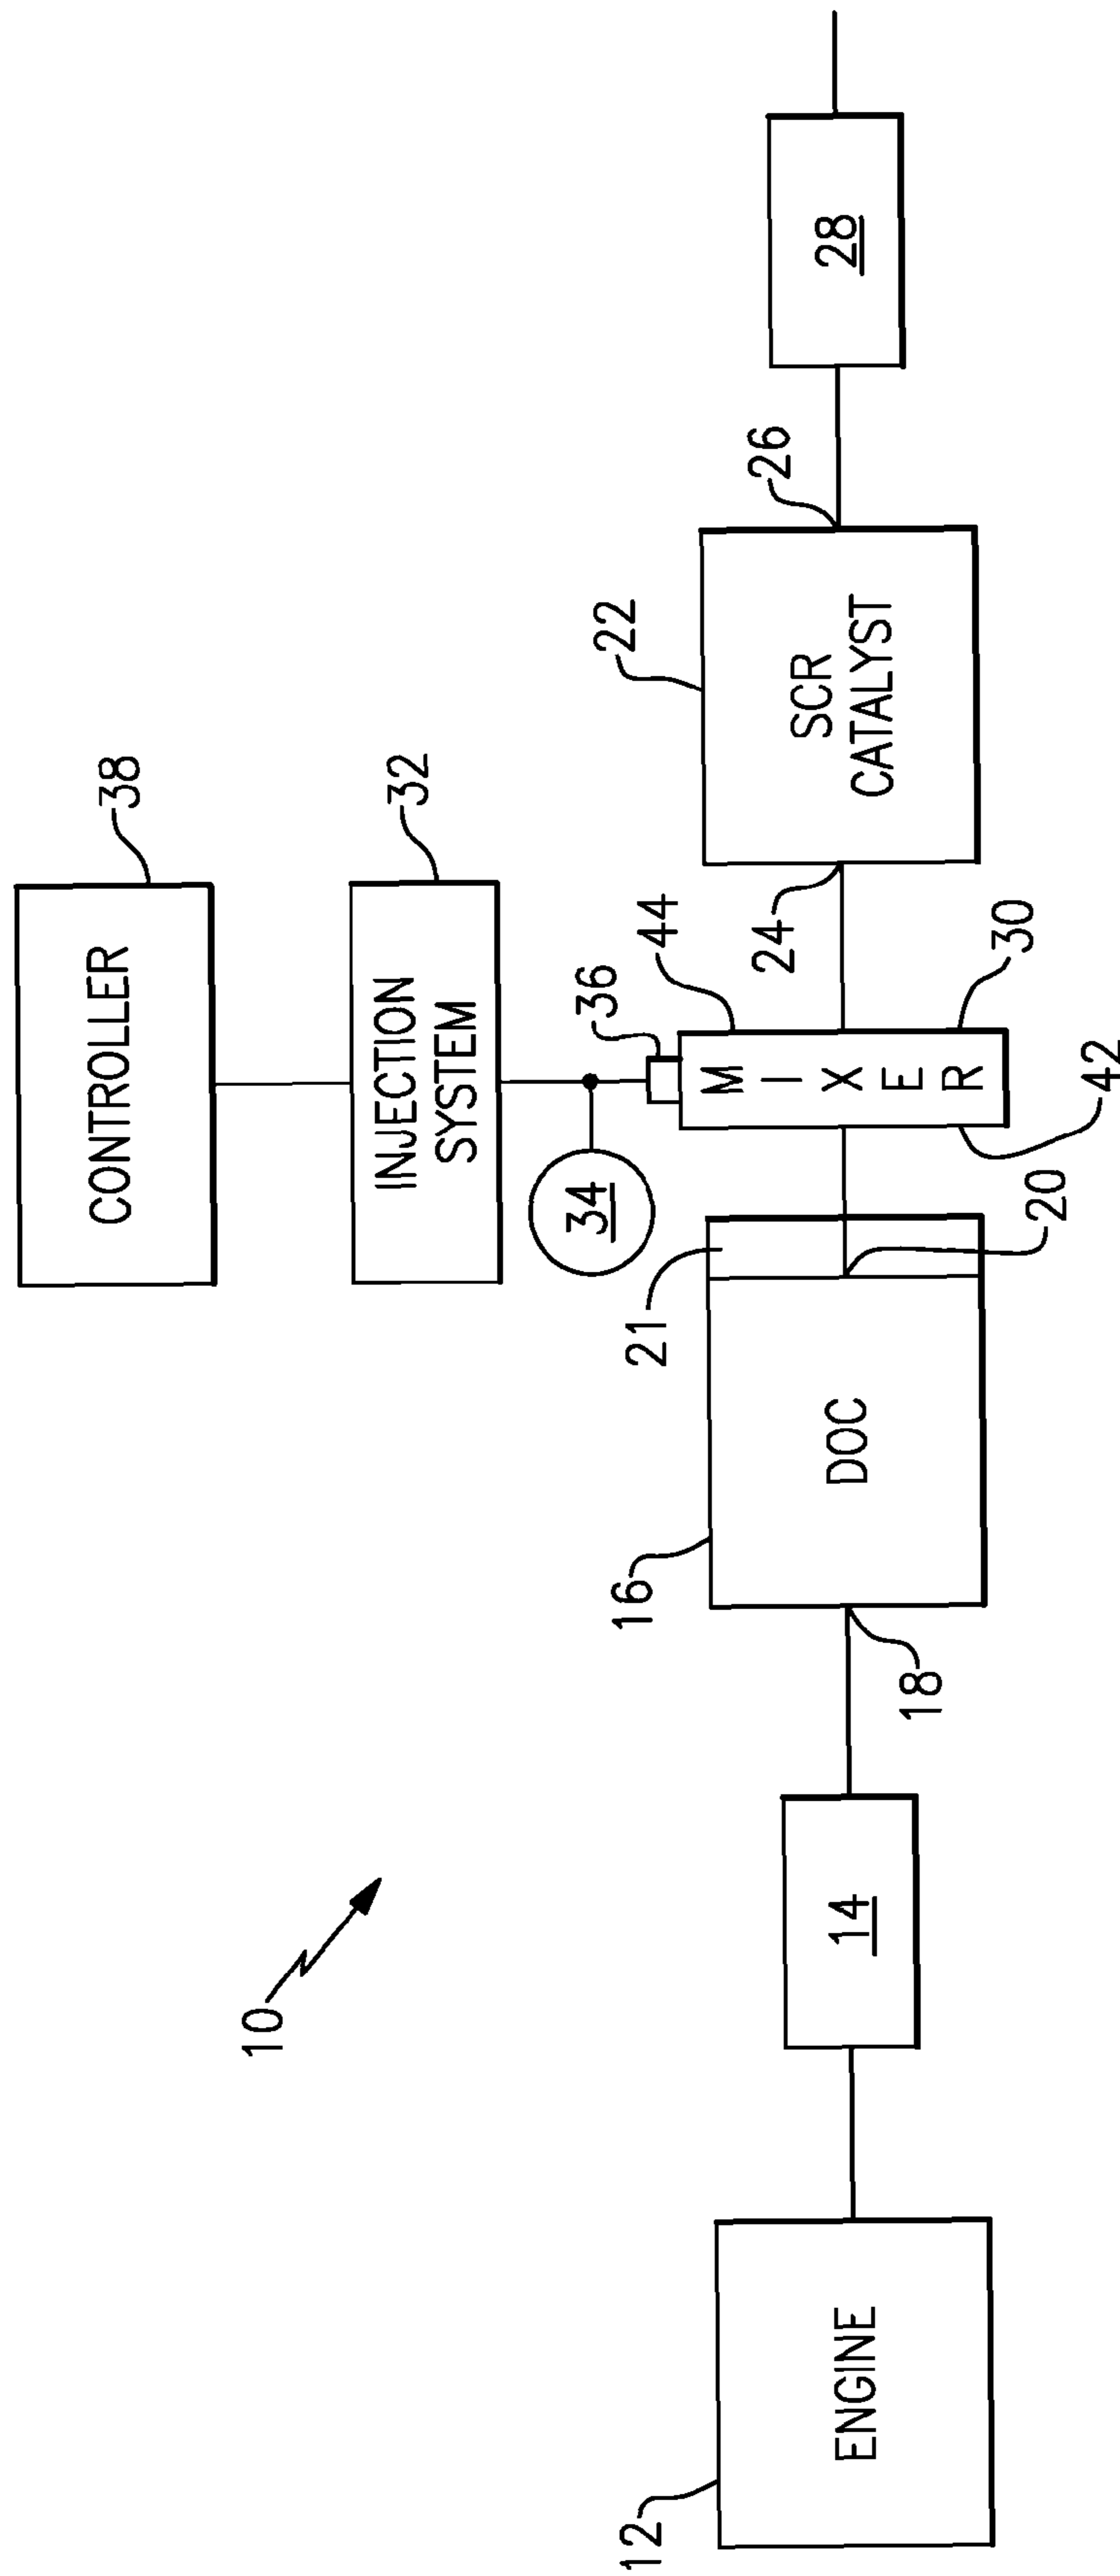 CONTROLLER
38
INJECTION
SYSTEM
32
10
34
36
44
22
12
ENGINE
14
16
DOC
21
18
20
MIXER
42
30
24
SCR
CATALYST
26
28